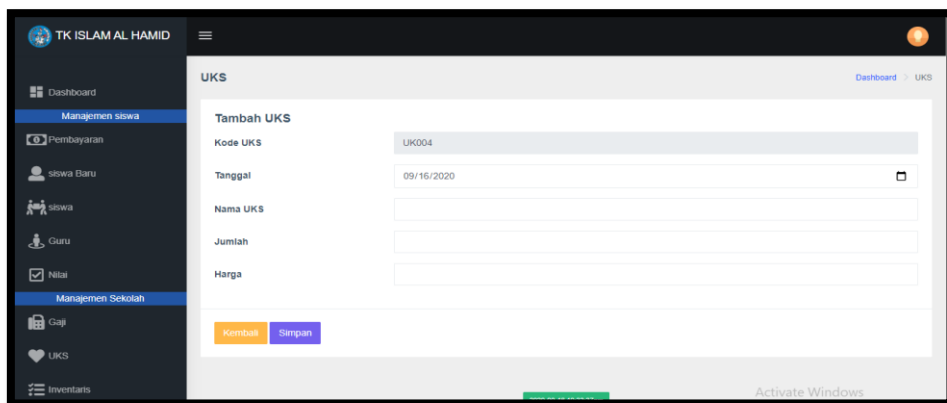 TK ISLAM AL HAMID
UKS
Dashboard > UKS
Dashboard
Manajemen siswa
Pembayaran
siswa Baru
siswa
Guru
Nilai
Manajemen Sekolah
Gaji
UKS
Inventaris
Tambah UKS
Kode UKS UK004
Tanggal 09/16/2020
Nama UKS
Jumlah
Harga
Kembali Simpan
Activate Windows